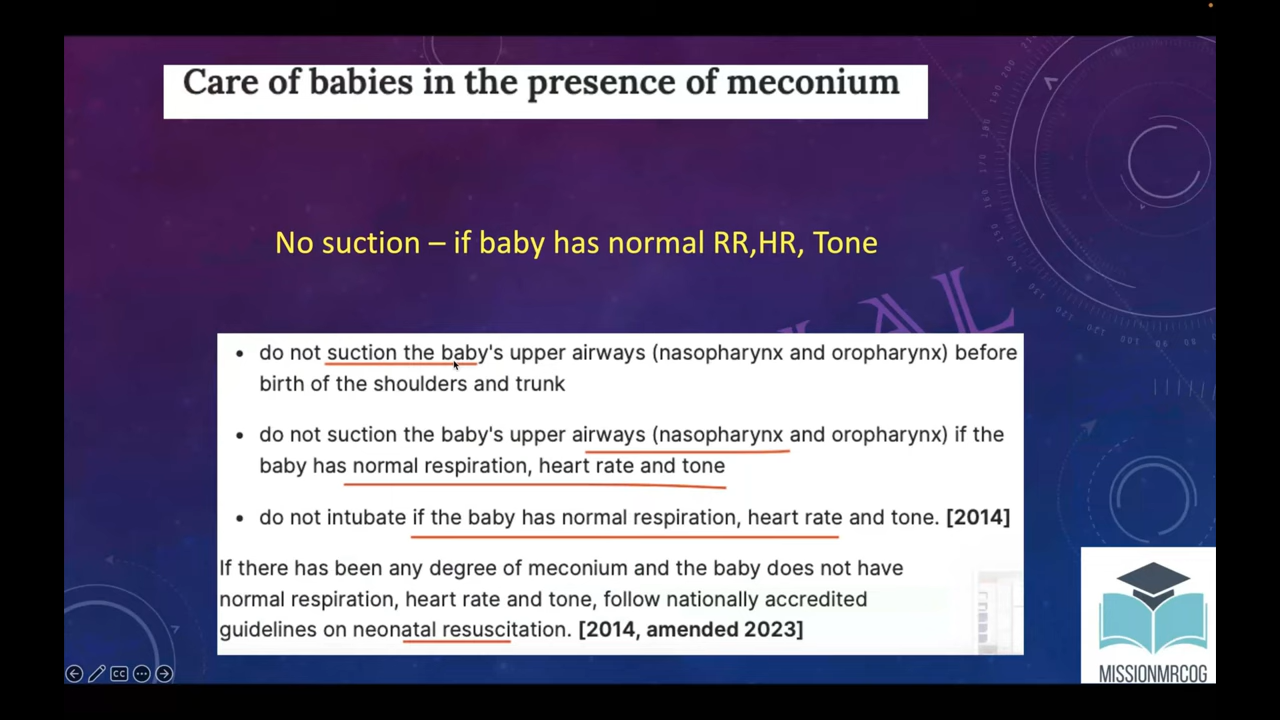 Care of babies in the presence of meconium
No suction – if baby has normal RR,HR, Tone
• do not suction the baby's upper airways (nasopharynx and oropharynx) before
birth of the shoulders and trunk
• do not suction the baby's upper airways (nasopharynx and oropharynx) if the
baby has normal respiration, heart rate and tone
• do not intubate if the baby has normal respiration, heart rate and tone. [2014]
If there has been any degree of meconium and the baby does not have
normal respiration, heart rate and tone, follow nationally accredited
guidelines on neonatal resuscitation. [2014, amended 2023]
CC
MISSIONMRCOG